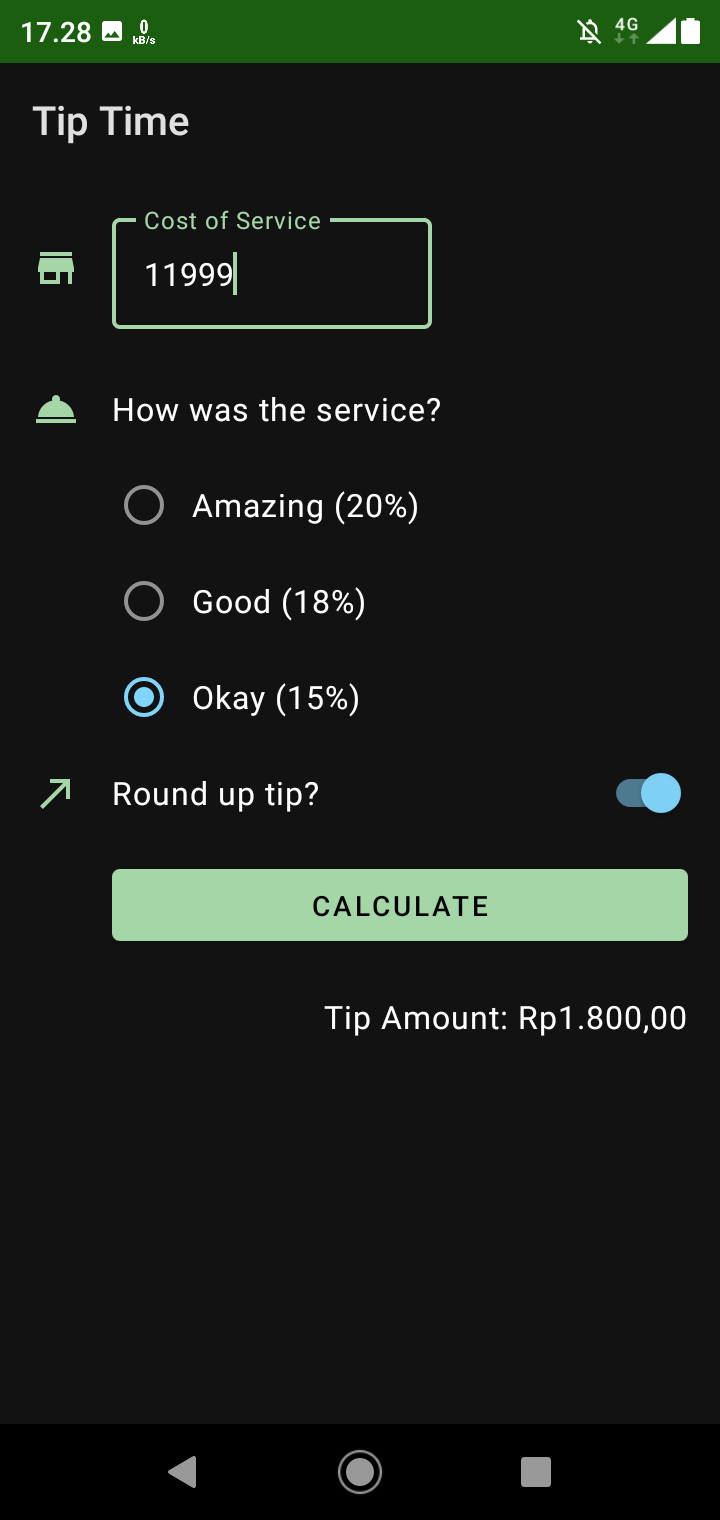 17.28 0 kB/s 4G
Tip Time
Cost of Service
11999
How was the service?
Amazing (20%)
Good (18%)
Okay (15%)
Round up tip?
CALCULATE
Tip Amount: Rp1.800,00